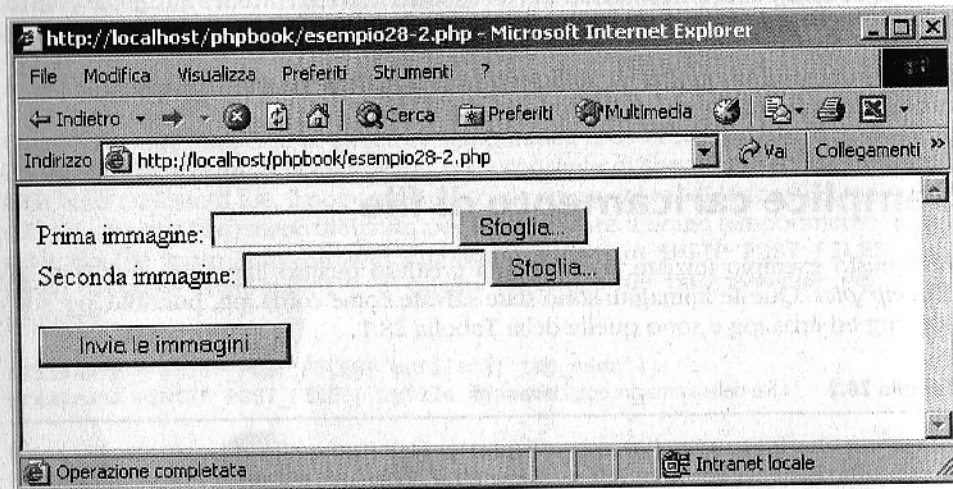 http://localhost/phpbook/esempio28-2.php - Microsoft Internet Explorer
File Modifica Visualizza Preferiti Strumenti ?
Indietro Cerca Preferiti Multimedia
Indirizzo http://localhost/phpbook/esempio28-2.php Vai Collegamenti »
Prima immagine: Sfoglia...
Seconda immagine: Sfoglia...
Invia le immagini
Operazione completata Intranet locale